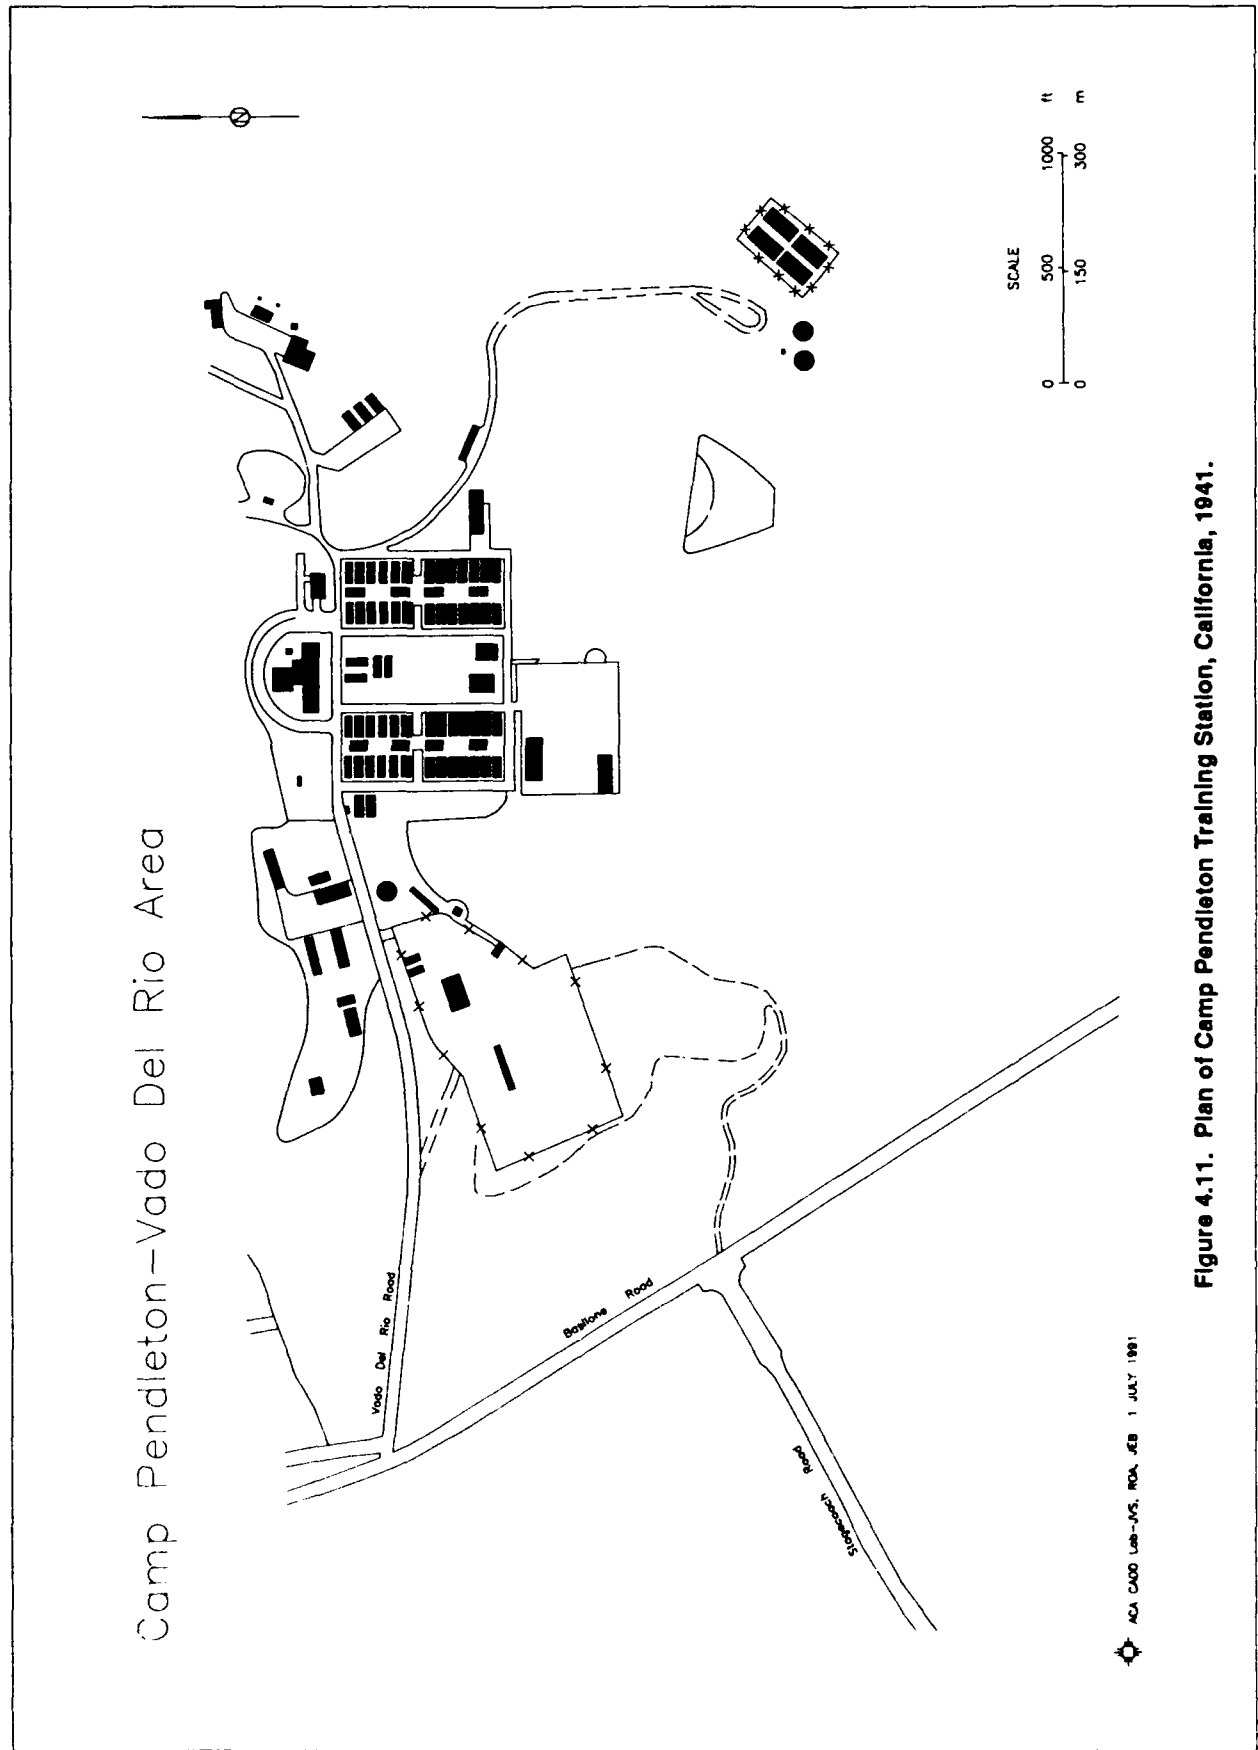 Camp Pendleton-Vado Del Rio Area
N
Vado Del Rio Road
Basilone Road
Stagecoach Road
SCALE
0 500 1000 ft
0 150 300 m
ACA CADD Lab-JVS, ROA, JEB 1 JULY 1991
Figure 4.11. Plan of Camp Pendleton Training Station, California, 1941.